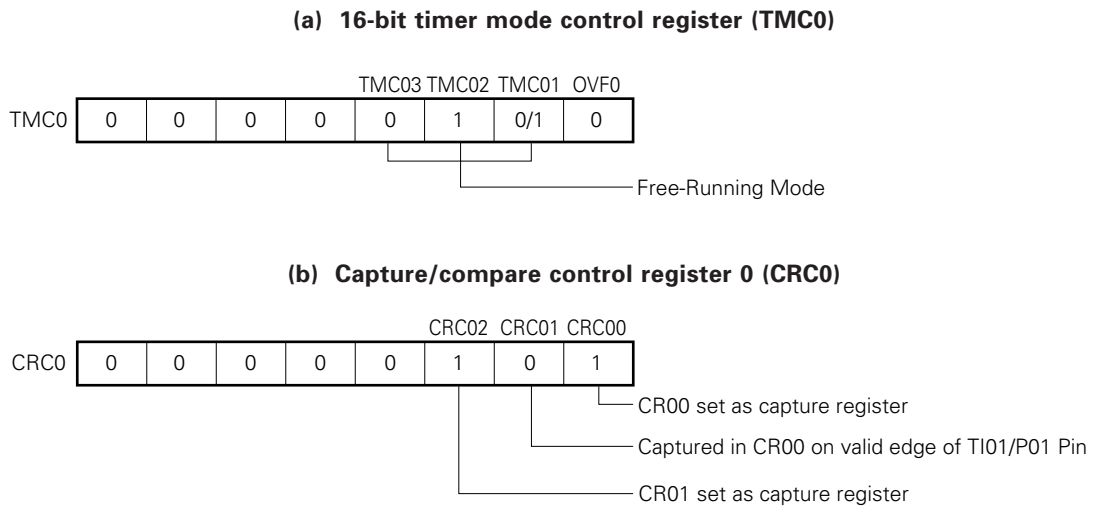 (a) 16-bit timer mode control register (TMC0)
TMC03 TMC02 TMC01 OVF0
TMC0 0 0 0 0 0 1 0/1 0
Free-Running Mode
(b) Capture/compare control register 0 (CRC0)
CRC02 CRC01 CRC00
CRC0 0 0 0 0 0 1 0 1
CR00 set as capture register
Captured in CR00 on valid edge of TI01/P01 Pin
CR01 set as capture register